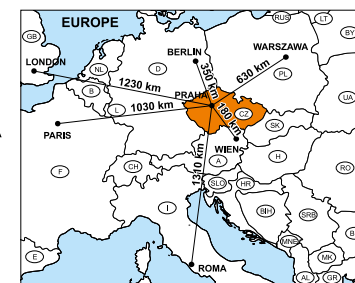 EUROPE
RUS
LT
GB
BY
BERLIN
WARSZAWA
LONDON
NL
D
PL
350 km
630 km
1230 km
B
PRAHA
UA
1030 km
L
180 km
CZ
SK
PARIS
WIEN
A
H
F
CH
RO
1310 km
SLO
HR
I
BIH
SRB
MNE
B
E
ROMA
MK
AL
GR